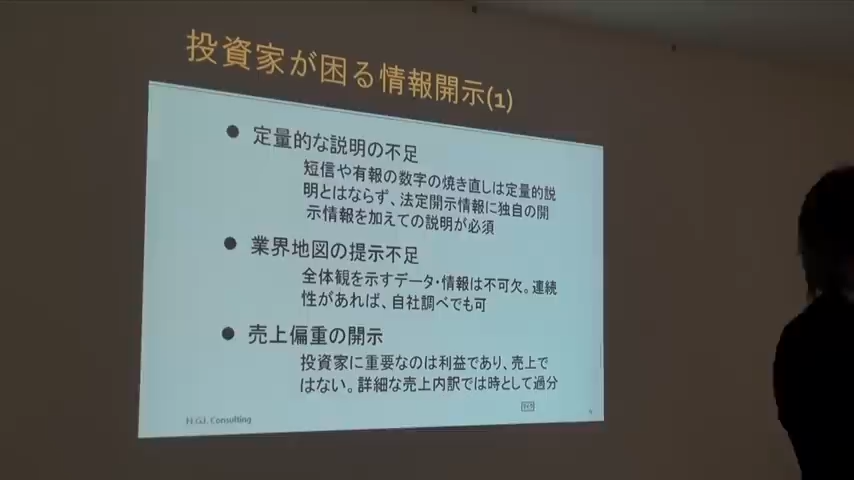 投資家が困る情報開示(1)
● 定量的な説明の不足
短信や有報の数字の焼き直しは定量的説
明とはならず、法定開示情報に独自の開
示情報を加えての説明が必須
● 業界地図の提示不足
全体観を示すデータ・情報は不可欠。連続
性があれば、自社調べでも可
● 売上偏重の開示
投資家に重要なのは利益であり、売上で
はない。詳細な売上内訳では時として過分
Consulting